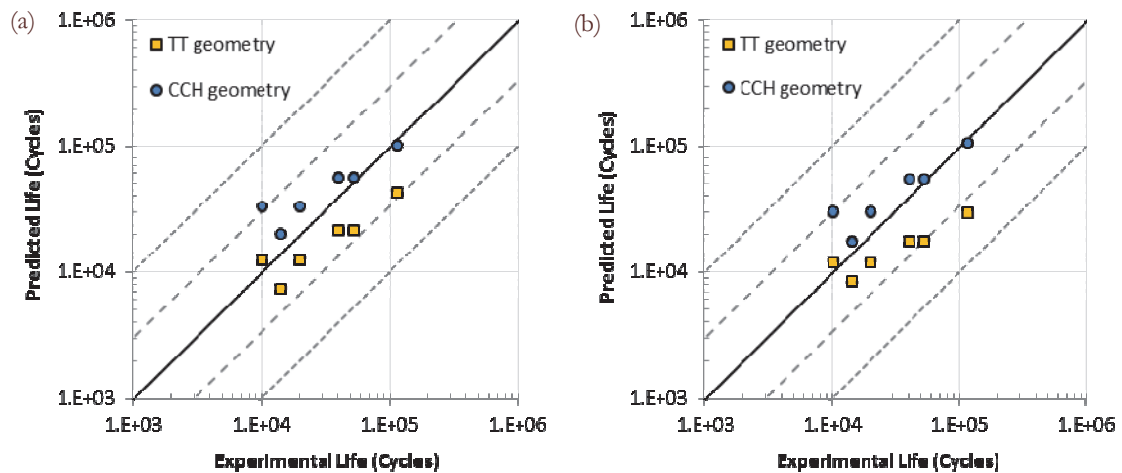 (a)
1.E+06
TT geometry
CCH geometry
1.E+05
1.E+04
1.E+03
Predicted Life (Cycles)
1.E+03
1.E+04
1.E+05
1.E+06
Experimental Life (Cycles)
(b)
1.E+06
TT geometry
CCH geometry
1.E+05
1.E+04
1.E+03
Predicted Life (Cycles)
1.E+03
1.E+04
1.E+05
1.E+06
Experimental Life (Cycles)